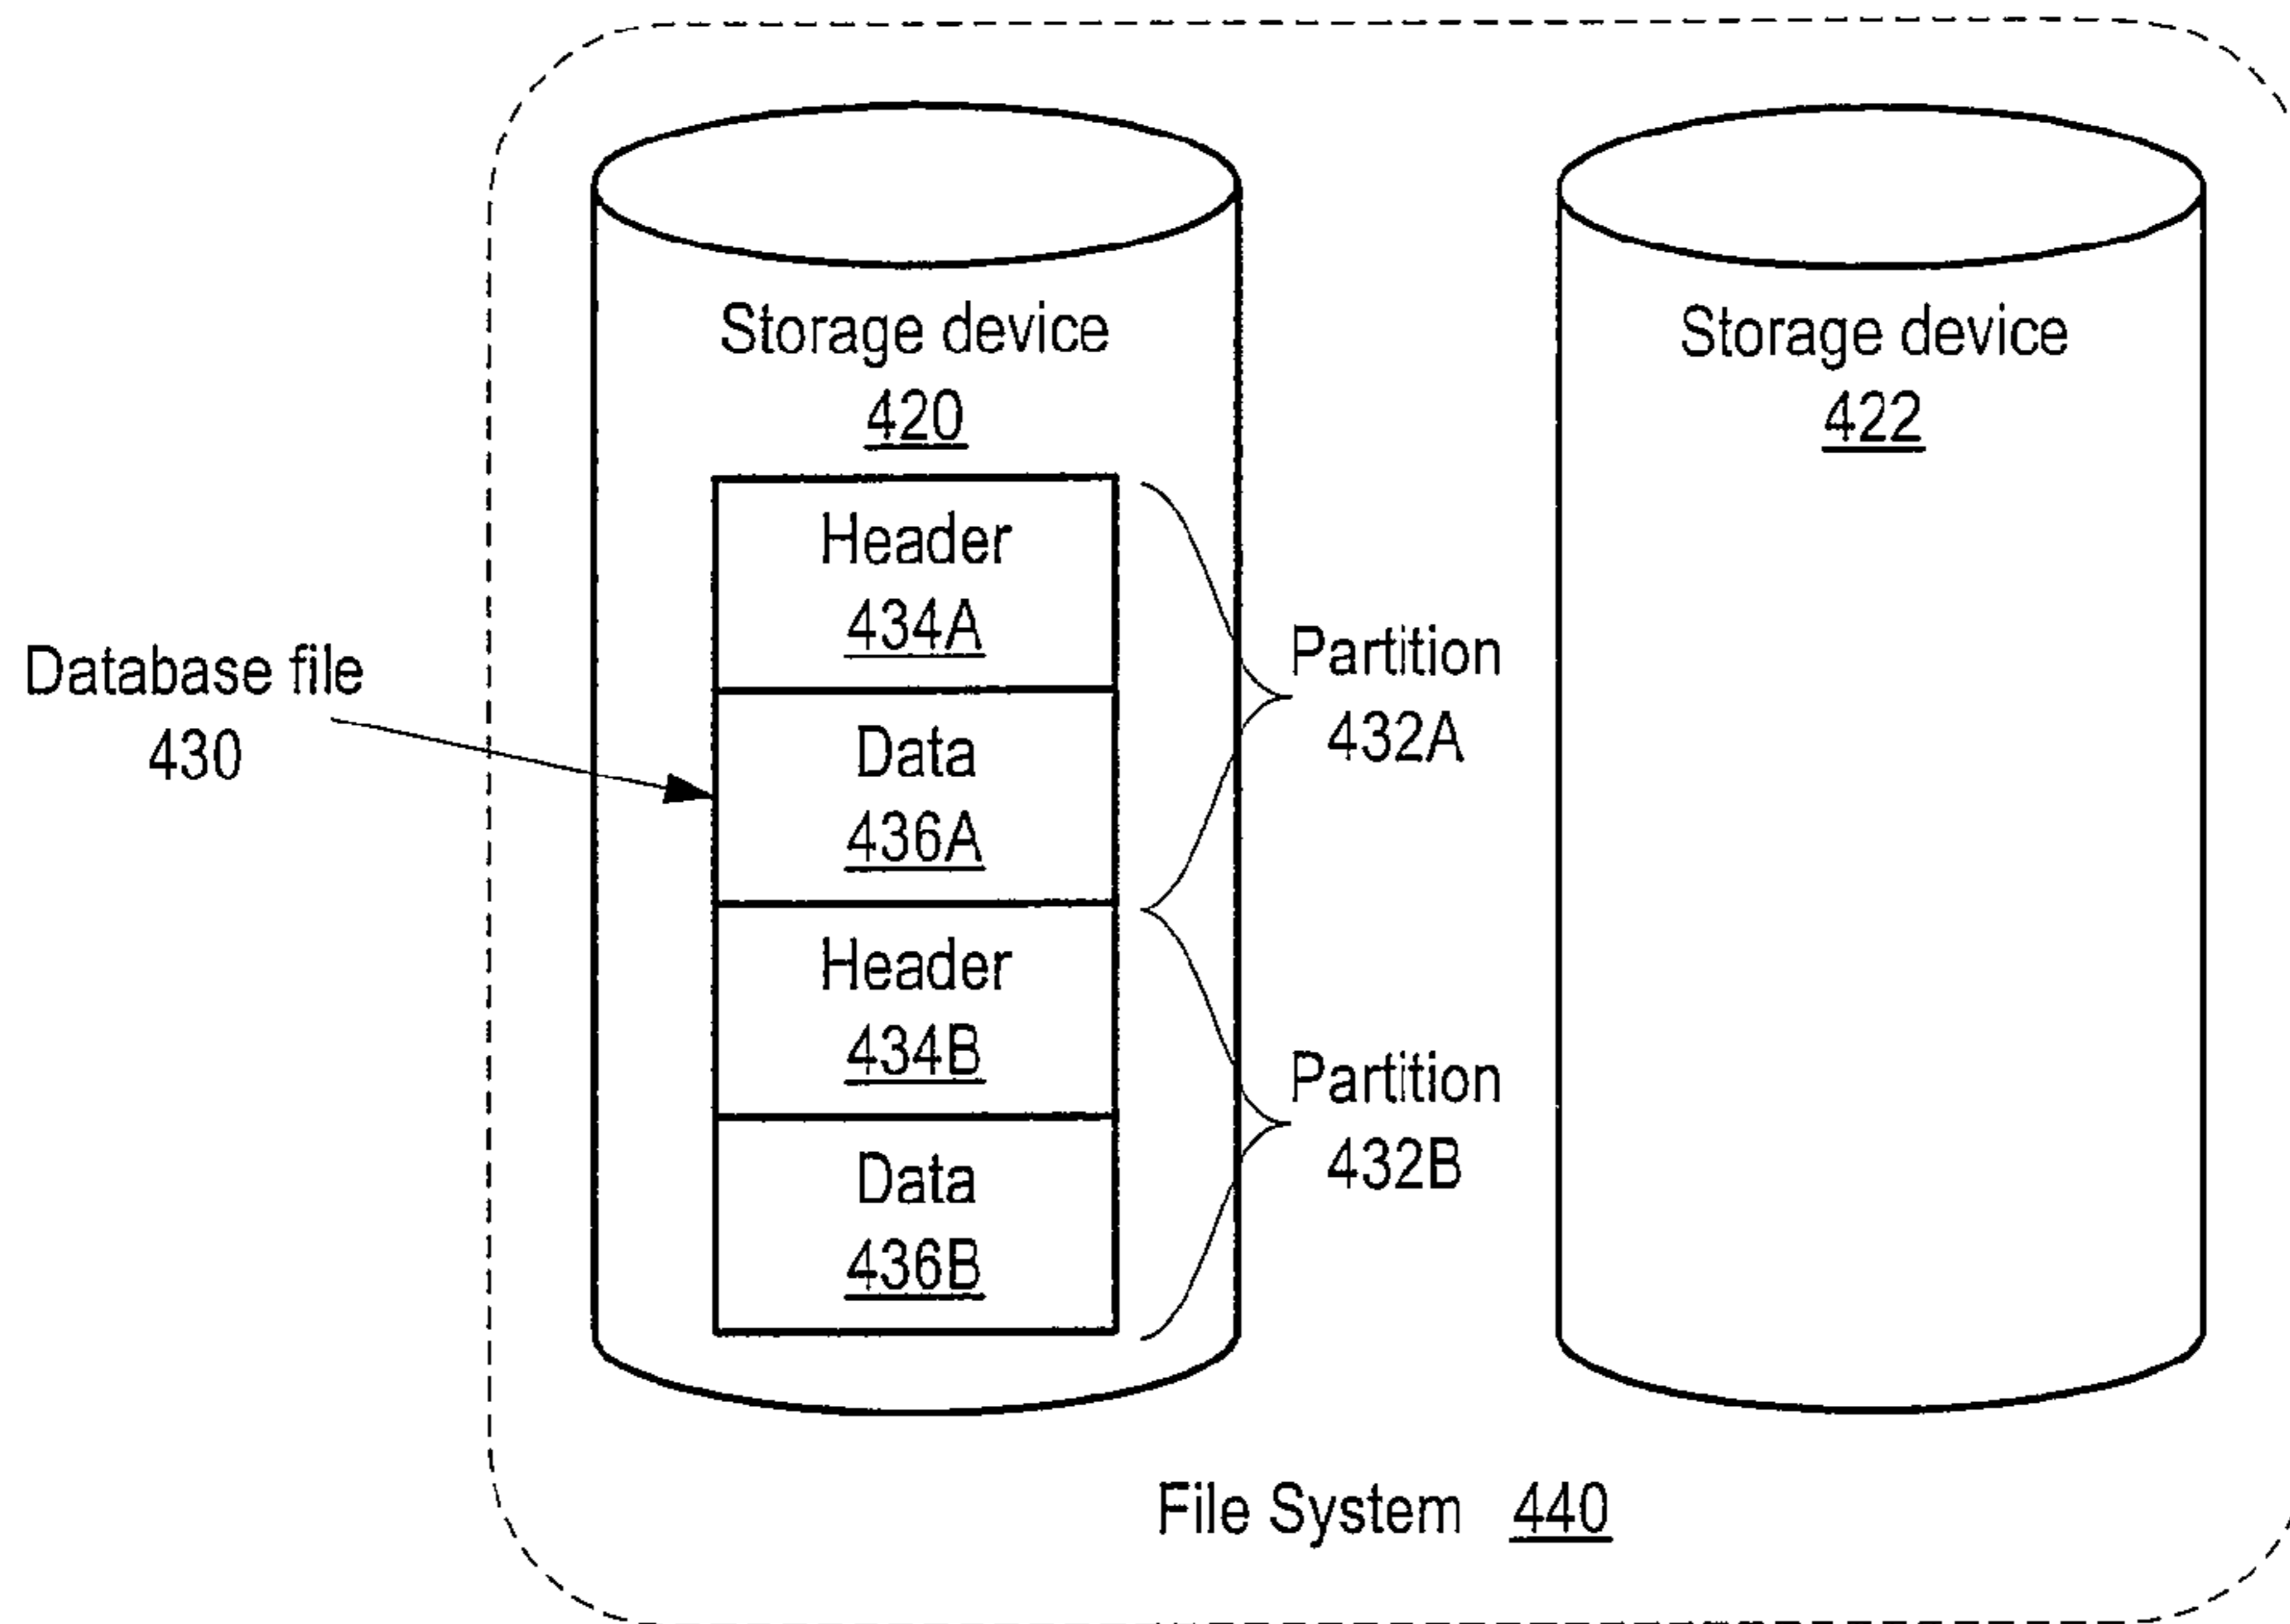 Storage device
420
Storage device
422
Header
434A
Data
436A
Header
434B
Data
436B
Database file
430
Partition
432A
Partition
432B
File System 440